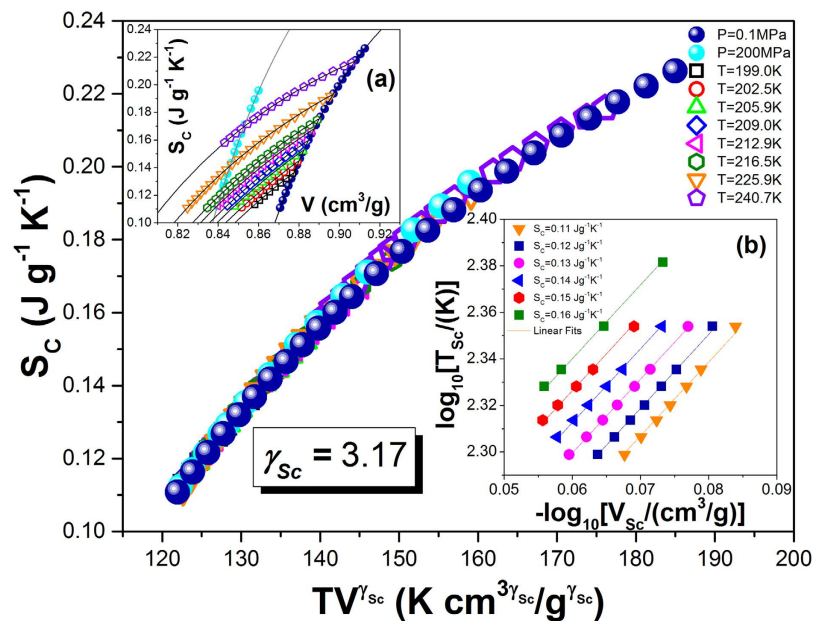 S_C (J g⁻¹ K⁻¹)
0.24
0.22
0.20
0.18
0.16
0.14
0.12
0.10
120 130 140 150 160 170 180 190 200
TV^γ_Sc (K cm^3γ_Sc/g^γ_Sc)
γ_Sc = 3.17
P=0.1MPa
P=200MPa
T=199.0K
T=202.5K
T=205.9K
T=209.0K
T=212.9K
T=216.5K
T=225.9K
T=240.7K
(a)
S_C (J g⁻¹ K⁻¹)
0.24
0.22
0.20
0.18
0.16
0.14
0.12
0.11
0.10
V (cm³/g)
0.82 0.84 0.86 0.88 0.90 0.92
(b)
S_C=0.11 Jg⁻¹K⁻¹
S_C=0.12 Jg⁻¹K⁻¹
S_C=0.13 Jg⁻¹K⁻¹
S_C=0.14 Jg⁻¹K⁻¹
S_C=0.15 Jg⁻¹K⁻¹
S_C=0.16 Jg⁻¹K⁻¹
Linear Fits
log₁₀[T_Sc/(K)]
2.40
2.38
2.36
2.34
2.32
2.30
0.05 0.06 0.07 0.08 0.09
-log₁₀[V_Sc/(cm³/g)]